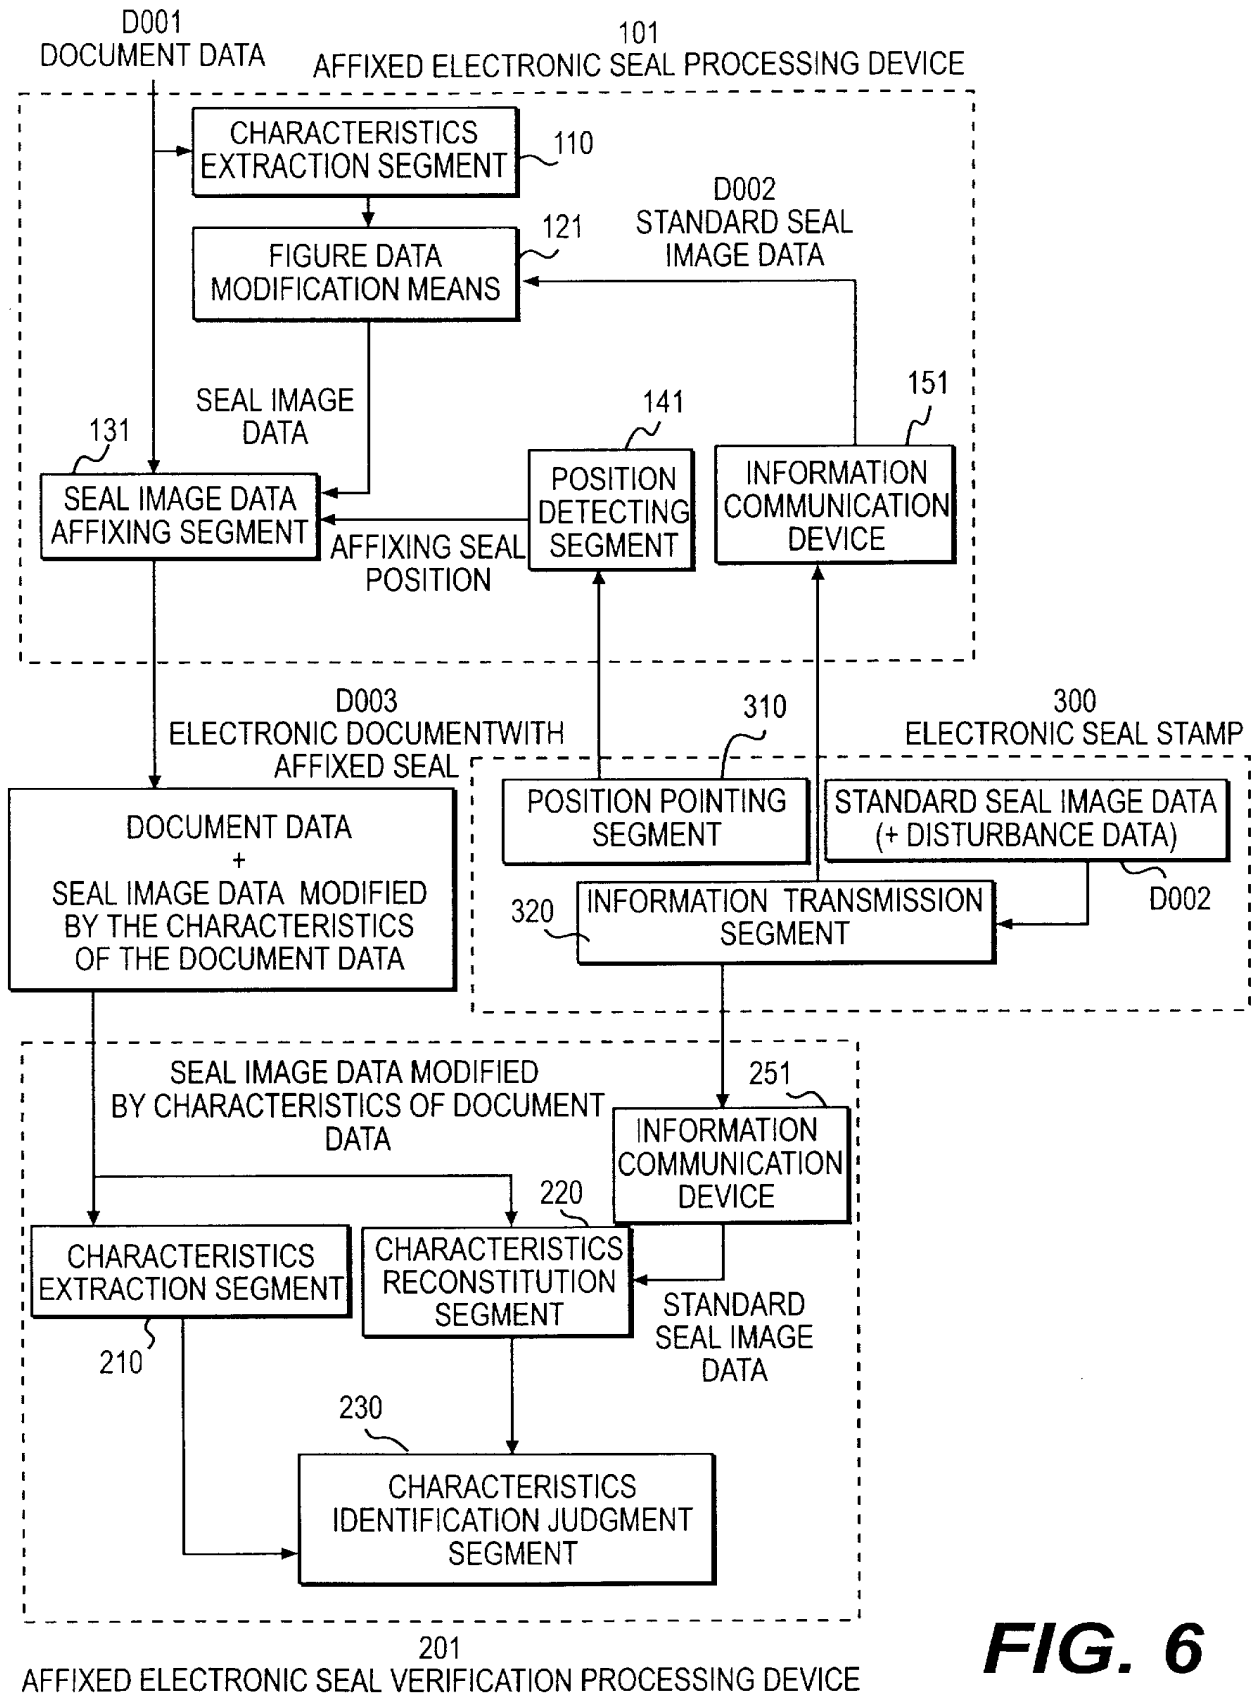 D001
DOCUMENT DATA
101
AFFIXED ELECTRONIC SEAL PROCESSING DEVICE
CHARACTERISTICS
EXTRACTION SEGMENT
110
D002
STANDARD SEAL
IMAGE DATA
121
FIGURE DATA
MODIFICATION MEANS
SEAL IMAGE
DATA
131
SEAL IMAGE DATA
AFFIXING SEGMENT
141
POSITION
DETECTING
SEGMENT
151
INFORMATION
COMMUNICATION
DEVICE
AFFIXING SEAL
POSITION
D003
ELECTRONIC DOCUMENTWITH
AFFIXED SEAL
310
300
ELECTRONIC SEAL STAMP
DOCUMENT DATA
+
SEAL IMAGE DATA MODIFIED
BY THE CHARACTERISTICS
OF THE DOCUMENT DATA
POSITION POINTING
SEGMENT
STANDARD SEAL IMAGE DATA
(+ DISTURBANCE DATA)
D002
320
INFORMATION TRANSMISSION
SEGMENT
SEAL IMAGE DATA MODIFIED
BY CHARACTERISTICS OF DOCUMENT
DATA
251
INFORMATION
COMMUNICATION
DEVICE
220
CHARACTERISTICS
EXTRACTION SEGMENT
210
CHARACTERISTICS
RECONSTITUTION
SEGMENT
STANDARD
SEAL IMAGE
DATA
230
CHARACTERISTICS
IDENTIFICATION JUDGMENT
SEGMENT
201
AFFIXED ELECTRONIC SEAL VERIFICATION PROCESSING DEVICE
FIG. 6